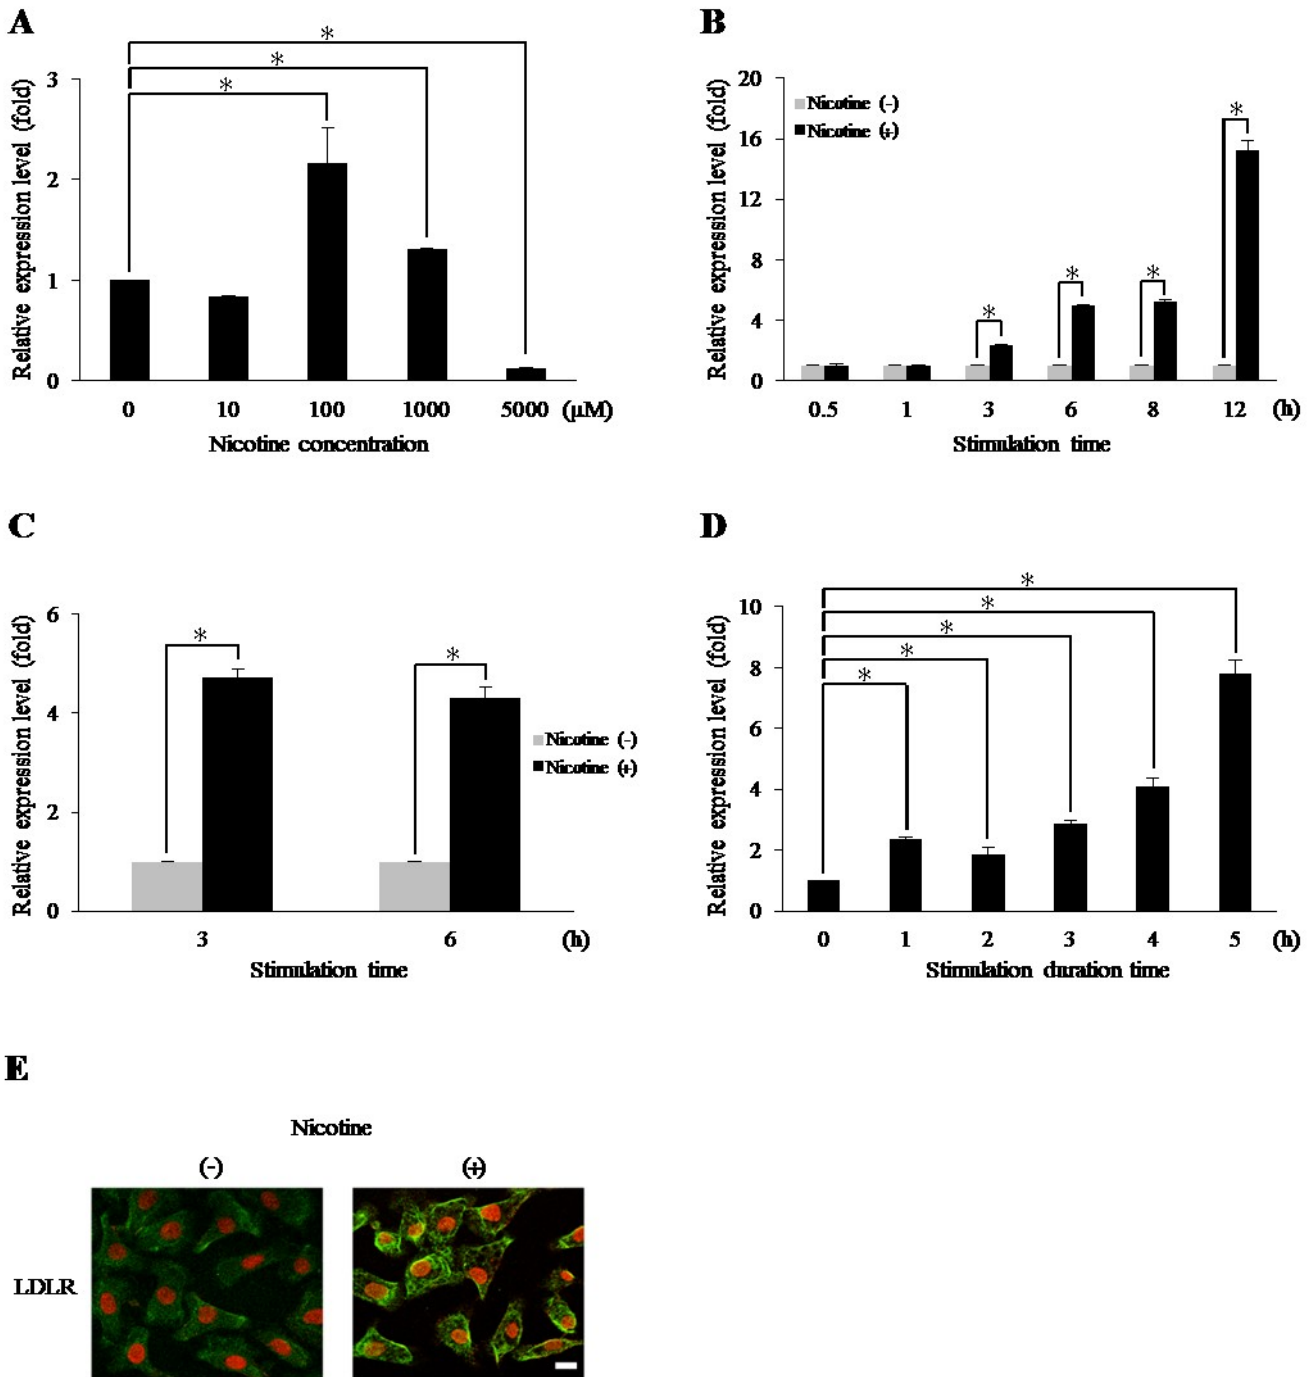 A
Relative expression level (fold)
3
2
1
0
*
*
*
0 10 100 1000 5000 (μM)
Nicotine concentration
B
Relative expression level (fold)
20
16
12
8
4
0
Nicotine (-)
Nicotine (+)
*
*
*
*
0.5 1 3 6 8 12 (h)
Stimulation time
C
Relative expression level (fold)
6
4
2
0
*
*
Nicotine (-)
Nicotine (+)
3 6 (h)
Stimulation time
D
Relative expression level (fold)
10
8
6
4
2
0
*
*
*
*
*
0 1 2 3 4 5 (h)
Stimulation duration time
E
Nicotine
(-) (+)
LDLR